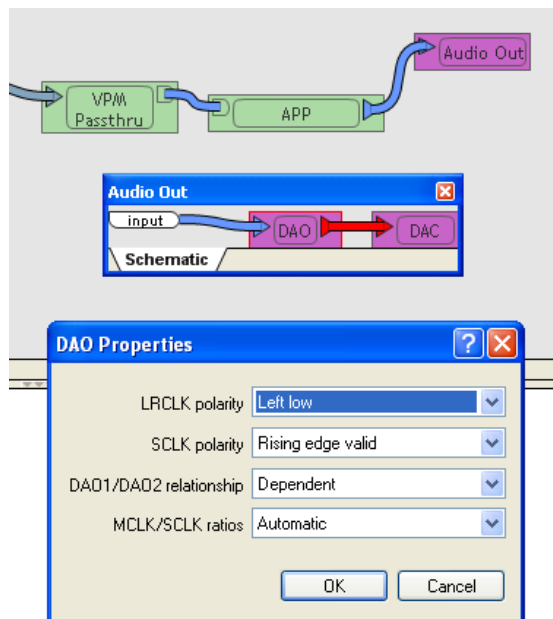 Audio Out
VPM
Passthru
APP
Audio Out
input
DAO
DAC
Schematic
DAO Properties
LRCLK polarity Left low
SCLK polarity Rising edge valid
DAO1/DAO2 relationship Dependent
MCLK/SCLK ratios Automatic
OK Cancel